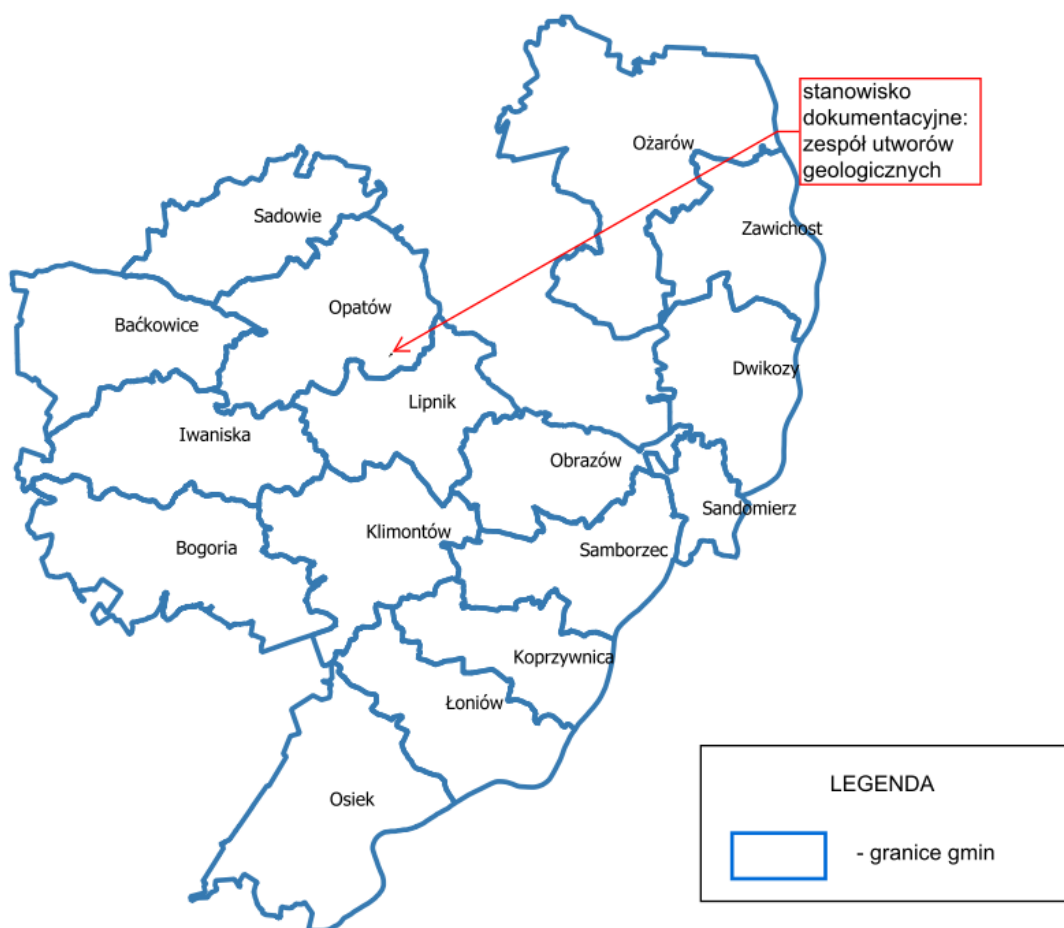 stanowisko
dokumentacyjne:
zespół utworów
geologicznych
Ożarów
Sadowie
Zawichost
Opatów
Baćkowice
Dwikozy
Lipnik
Iwaniska
Obrazów
Sandomierz
Klimontów
Bogoria
Samborzec
Koprzywnica
Łoniów
Osiek
LEGENDA
- granice gmin